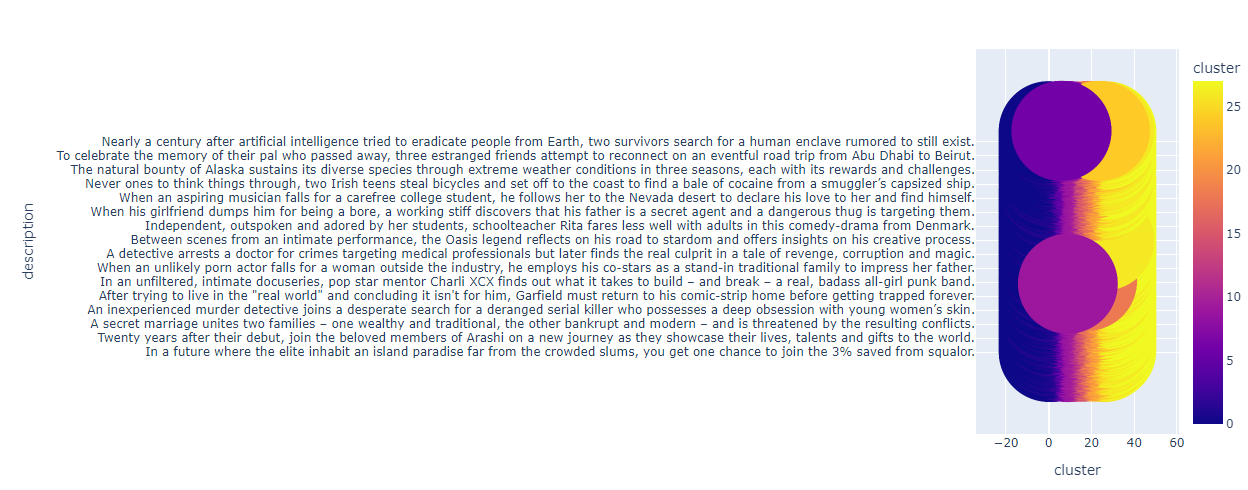 cluster
Nearly a century after artificial intelligence tried to eradicate people from Earth, two survivors search for a human enclave rumored to still exist.
To celebrate the memory of their pal who passed away, three estranged friends attempt to reconnect on an eventful road trip from Abu Dhabi to Beirut.
The natural bounty of Alaska sustains its diverse species through extreme weather conditions in three seasons, each with its rewards and challenges.
Never ones to think things through, two Irish teens steal bicycles and set off to the coast to find a bale of cocaine from a smuggler’s capsized ship.
When an aspiring musician falls for a carefree college student, he follows her to the Nevada desert to declare his love to her and find himself.
When his girlfriend dumps him for being a bore, a working stiff discovers that his father is a secret agent and a dangerous thug is targeting them.
Independent, outspoken and adored by her students, schoolteacher Rita fares less well with adults in this comedy-drama from Denmark.
Between scenes from an intimate performance, the Oasis legend reflects on his road to stardom and offers insights on his creative process.
A detective arrests a doctor for crimes targeting medical professionals but later finds the real culprit in a tale of revenge, corruption and magic.
When an unlikely porn actor falls for a woman outside the industry, he employs his co-stars as a stand-in traditional family to impress her father.
In an unfiltered, intimate docuseries, pop star mentor Charli XCX finds out what it takes to build – and break – a real, badass all-girl punk band.
After trying to live in the "real world" and concluding it isn't for him, Garfield must return to his comic-strip home before getting trapped forever.
An inexperienced murder detective joins a desperate search for a deranged serial killer who possesses a deep obsession with young women’s skin.
A secret marriage unites two families – one wealthy and traditional, the other bankrupt and modern – and is threatened by the resulting conflicts.
Twenty years after their debut, join the beloved members of Arashi on a new journey as they showcase their lives, talents and gifts to the world.
In a future where the elite inhabit an island paradise far from the crowded slums, you get one chance to join the 3% saved from squalor.
description
25
20
15
10
5
0
−20 0 20 40 60
cluster